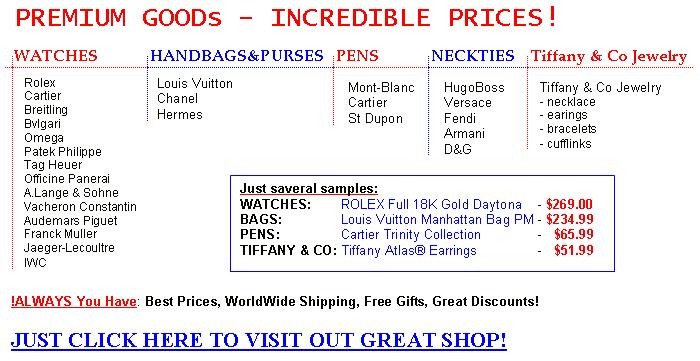 PREMIUM GOODs – INCREDIBLE PRICES!
WATCHES
Rolex
Cartier
Breitling
Bvlgari
Omega
Patek Philippe
Tag Heuer
Officine Panerai
A.Lange & Sohne
Vacheron Constantin
Audemars Piguet
Franck Muller
Jaeger-Lecoultre
IWC
HANDBAGS&PURSES
Louis Vuitton
Chanel
Hermes
PENS
Mont-Blanc
Cartier
St Dupon
NECKTIES
HugoBoss
Versace
Fendi
Armani
D&G
Tiffany & Co Jewelry
Tiffany & Co Jewelry
- necklace
- earings
- bracelets
- cufflinks
Just saveral samples:
WATCHES: ROLEX Full 18K Gold Daytona - $269.00
BAGS: Louis Vuitton Manhattan Bag PM - $234.99
PENS: Cartier Trinity Collection - $65.99
TIFFANY & CO: Tiffany Atlas® Earrings - $51.99
!ALWAYS You Have: Best Prices, WorldWide Shipping, Free Gifts, Great Discounts!
JUST CLICK HERE TO VISIT OUT GREAT SHOP!